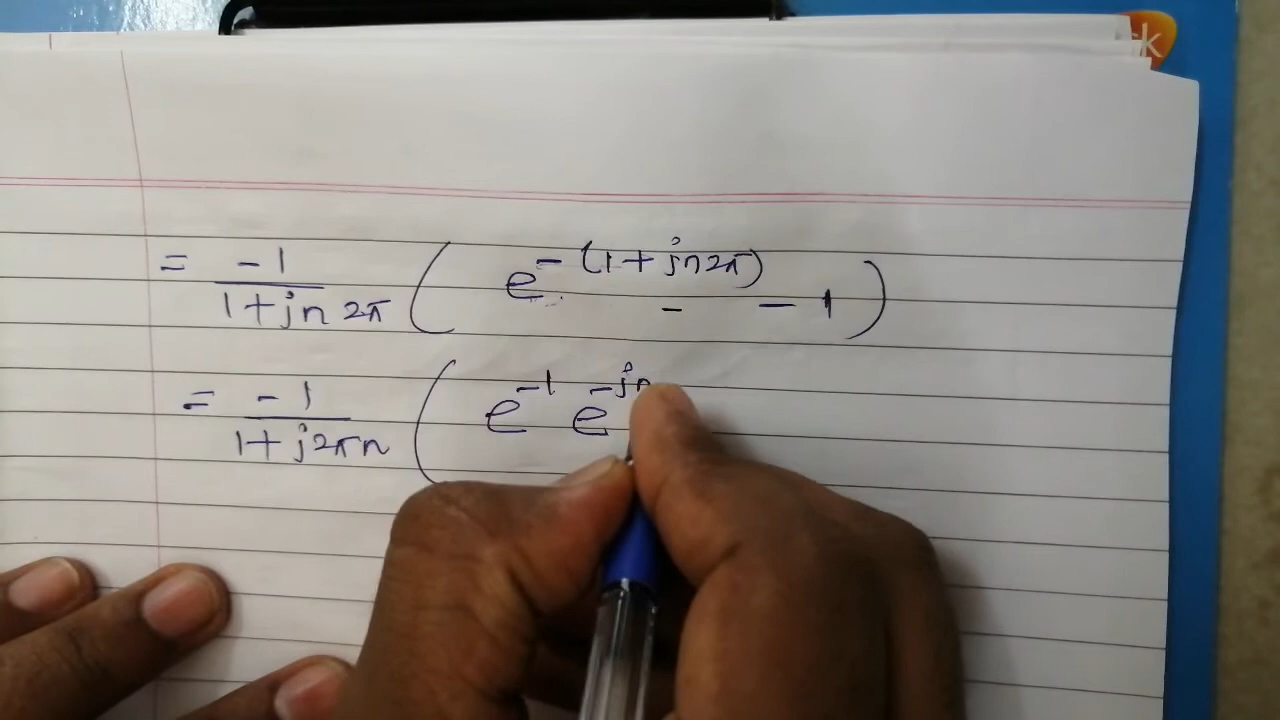 = -1 / 1+jn2π ( e^-(1+jn2π) - - 1 )
= -1 / 1+j2πn ( e^-1 e^-jn
k